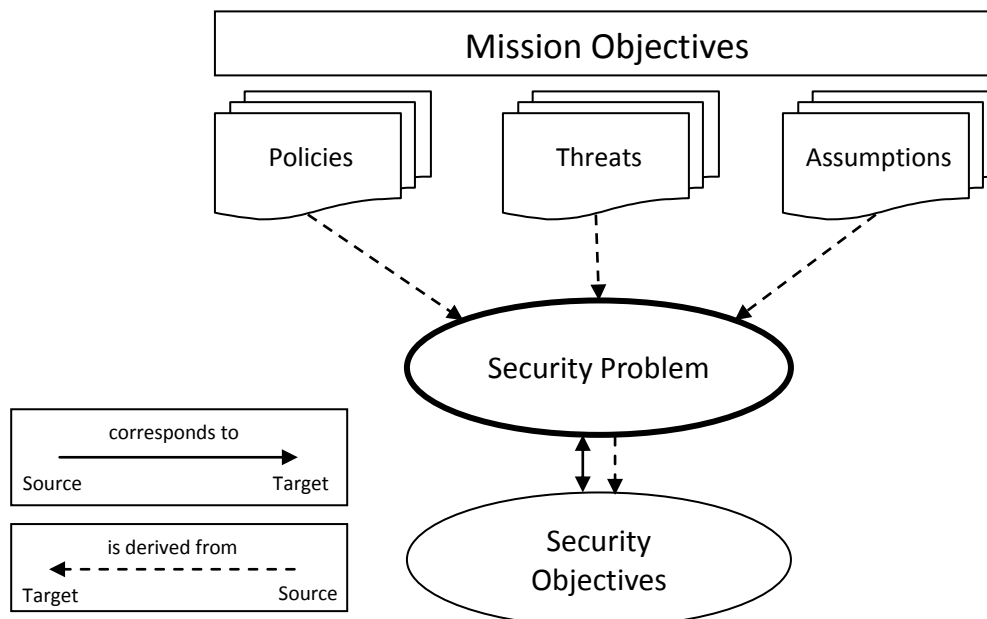 Mission Objectives
Policies
Threats
Assumptions
Security Problem
corresponds to
Source
Target
is derived from
Target
Source
Security
Objectives